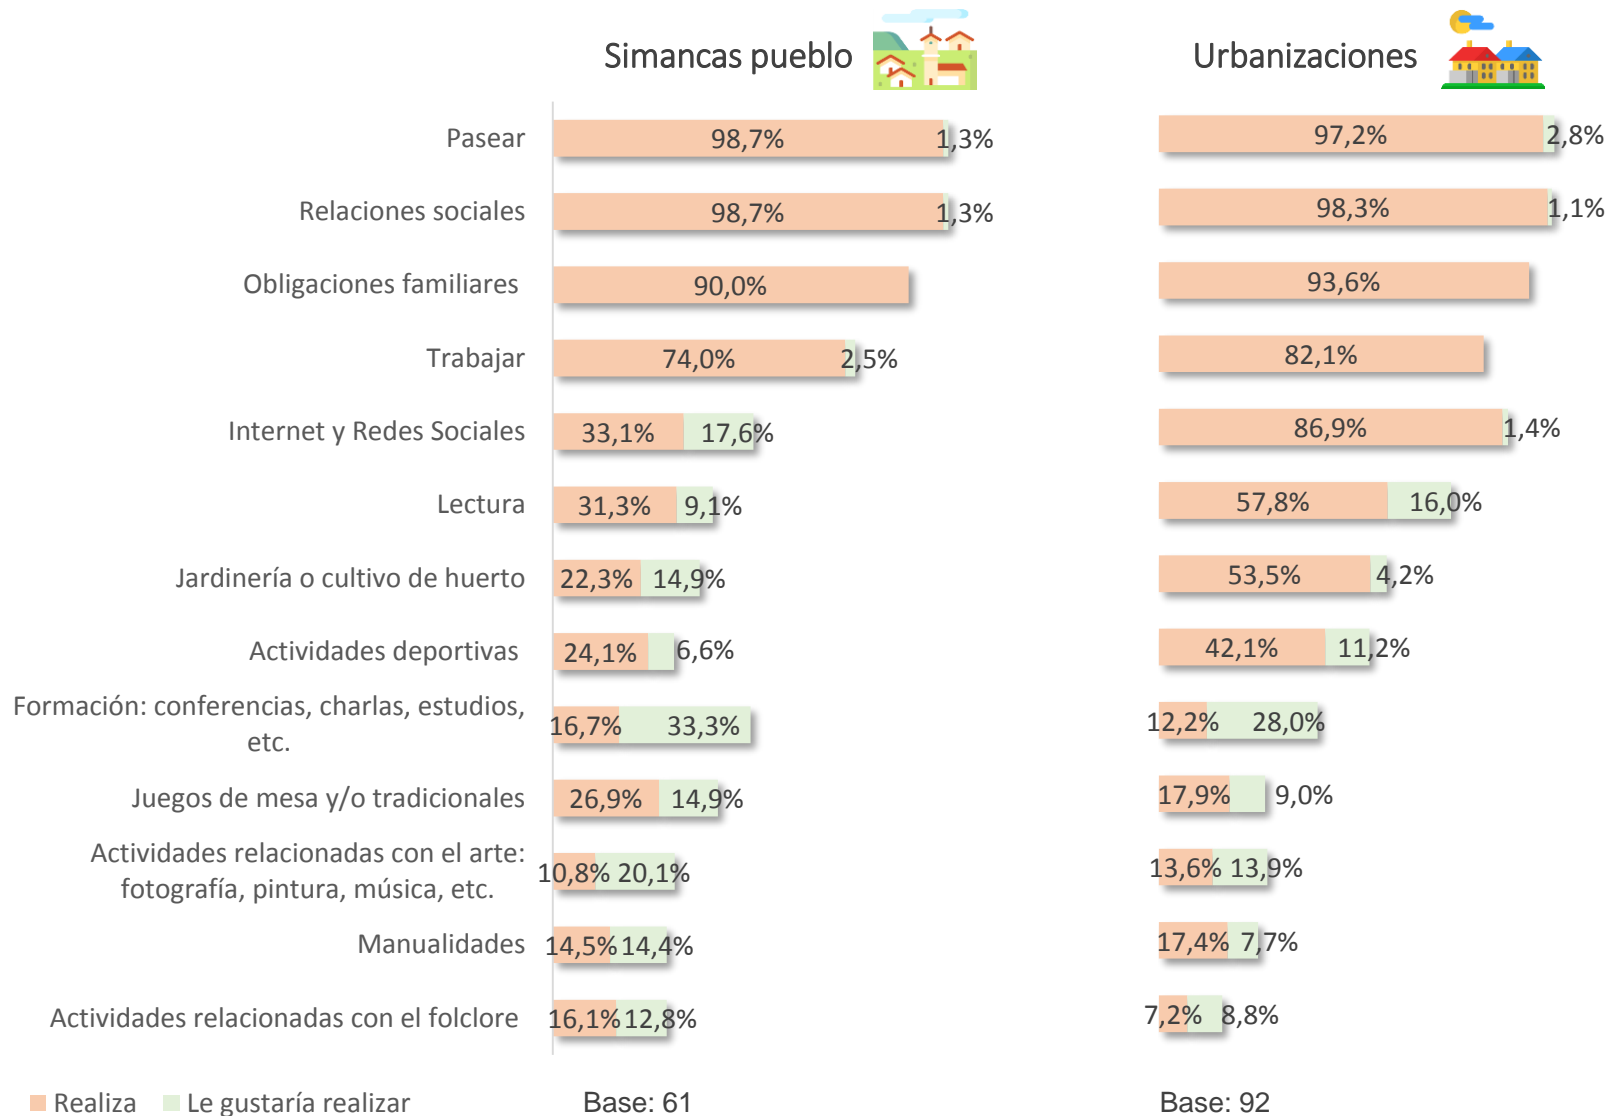 Simancas pueblo
Urbanizaciones
Pasear 98,7% 1,3% 97,2% 2,8%
Relaciones sociales 98,7% 1,3% 98,3% 1,1%
Obligaciones familiares 90,0% 93,6%
Trabajar 74,0% 2,5% 82,1%
Internet y Redes Sociales 33,1% 17,6% 86,9% 1,4%
Lectura 31,3% 9,1% 57,8% 16,0%
Jardinería o cultivo de huerto 22,3% 14,9% 53,5% 4,2%
Actividades deportivas 24,1% 6,6% 42,1% 11,2%
Formación: conferencias, charlas, estudios,
etc. 16,7% 33,3% 12,2% 28,0%
Juegos de mesa y/o tradicionales 26,9% 14,9% 17,9% 9,0%
Actividades relacionadas con el arte:
fotografía, pintura, música, etc. 10,8% 20,1% 13,6% 13,9%
Manualidades 14,5% 14,4% 17,4% 7,7%
Actividades relacionadas con el folclore 16,1% 12,8% 7,2% 8,8%
Realiza Le gustaría realizar Base: 61 Base: 92